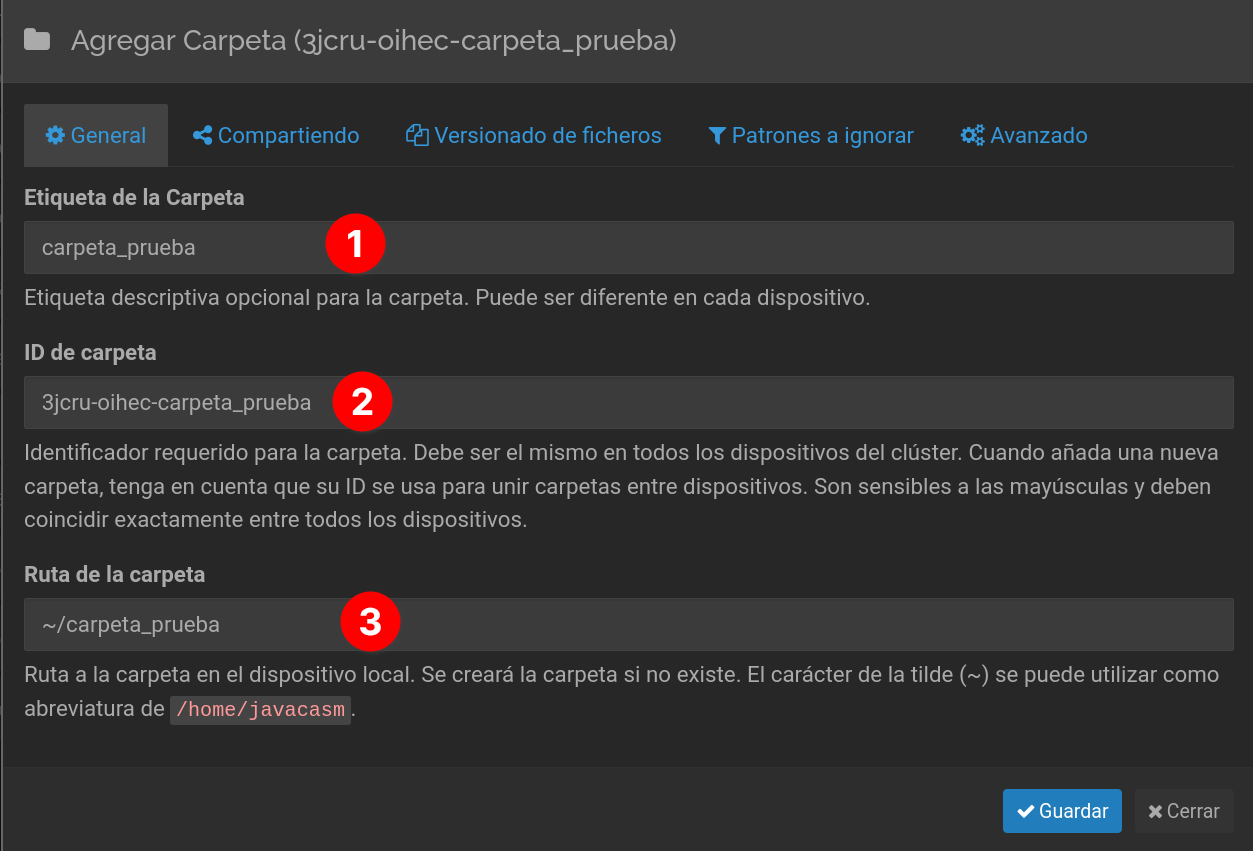 Agregar Carpeta (3jcru-oihec-carpeta_prueba)
General Compartiendo Versionado de ficheros Patrones a ignorar Avanzado
Etiqueta de la Carpeta
carpeta_prueba 1
Etiqueta descriptiva opcional para la carpeta. Puede ser diferente en cada dispositivo.
ID de carpeta
3jcru-oihec-carpeta_prueba 2
Identificador requerido para la carpeta. Debe ser el mismo en todos los dispositivos del clúster. Cuando añada una nueva
carpeta, tenga en cuenta que su ID se usa para unir carpetas entre dispositivos. Son sensibles a las mayúsculas y deben
coincidir exactamente entre todos los dispositivos.
Ruta de la carpeta
~/carpeta_prueba 3
Ruta a la carpeta en el dispositivo local. Se creará la carpeta si no existe. El carácter de la tilde (~) se puede utilizar como
abreviatura de /home/javacasm.
Guardar Cerrar